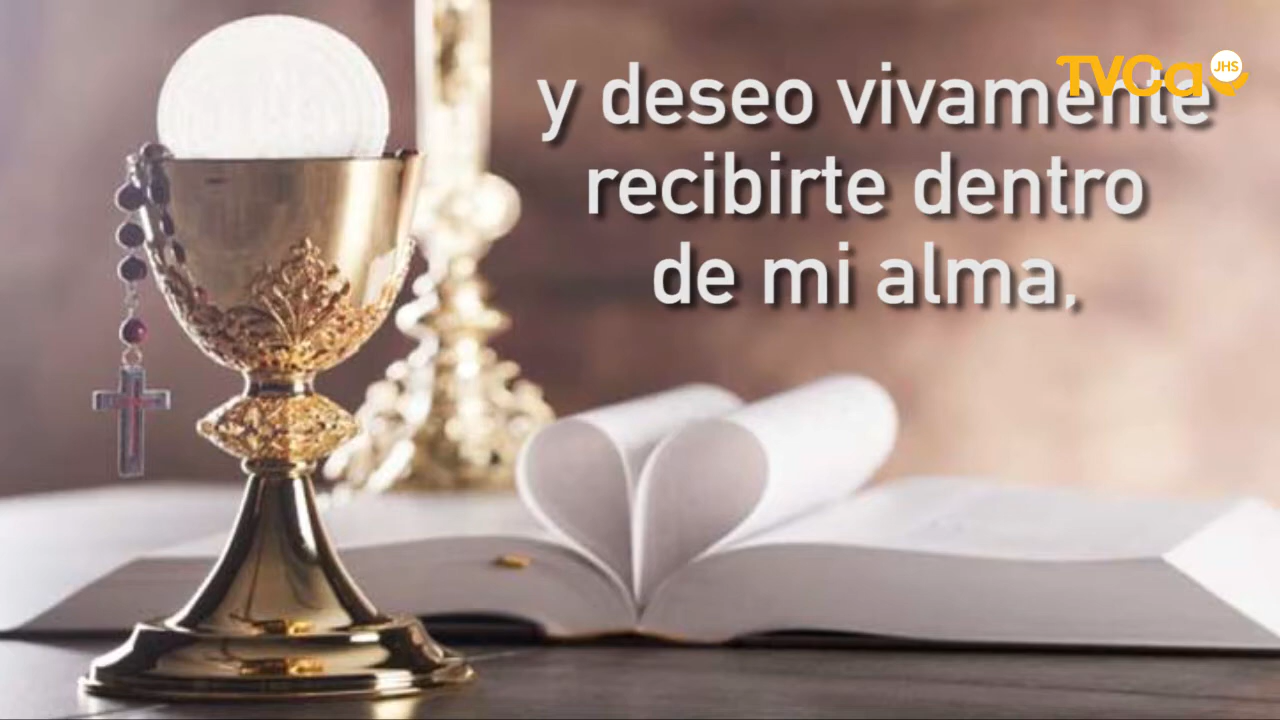 y deseo vivamente
recibirte dentro
de mi alma,
TVCa
JHS